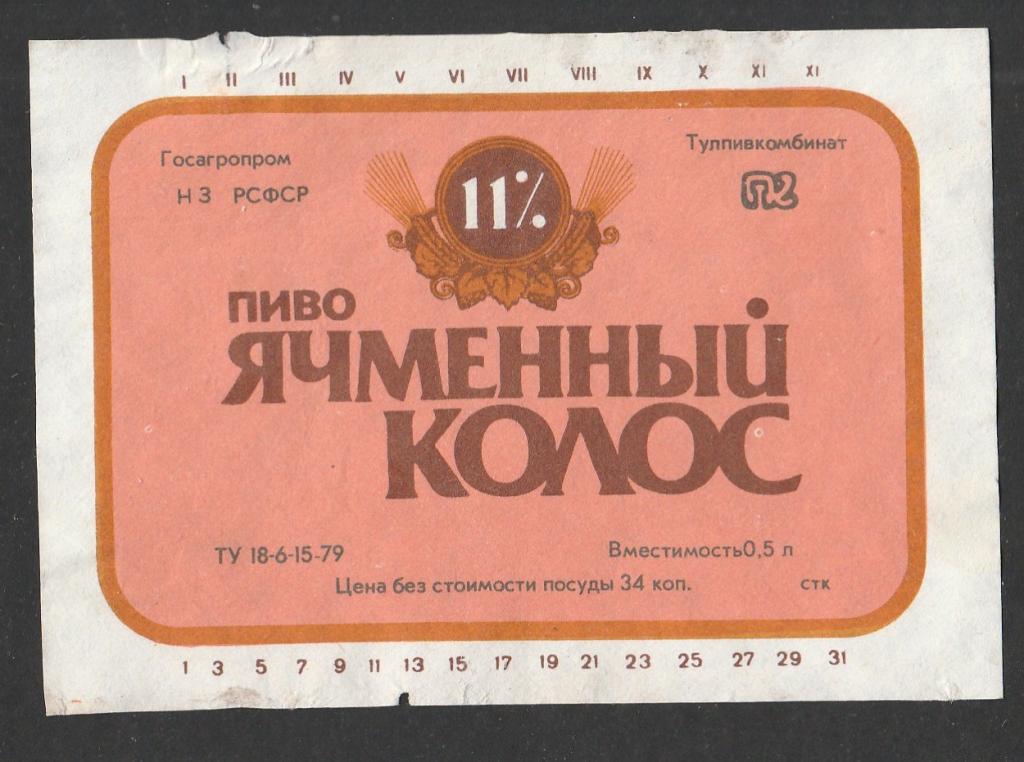 I II III IV V VI VII VIII IX X XI XI
Госагропром
НЗ РСФСР
Тулпивкомбинат
11%
ПИВО
ЯЧМЕННЫЙ
КОЛОС
ТУ 18-6-15-79
Вместимость0,5 л
Цена без стоимости посуды 34 коп.
стк
1 3 5 7 9 11 13 15 17 19 21 23 25 27 29 31